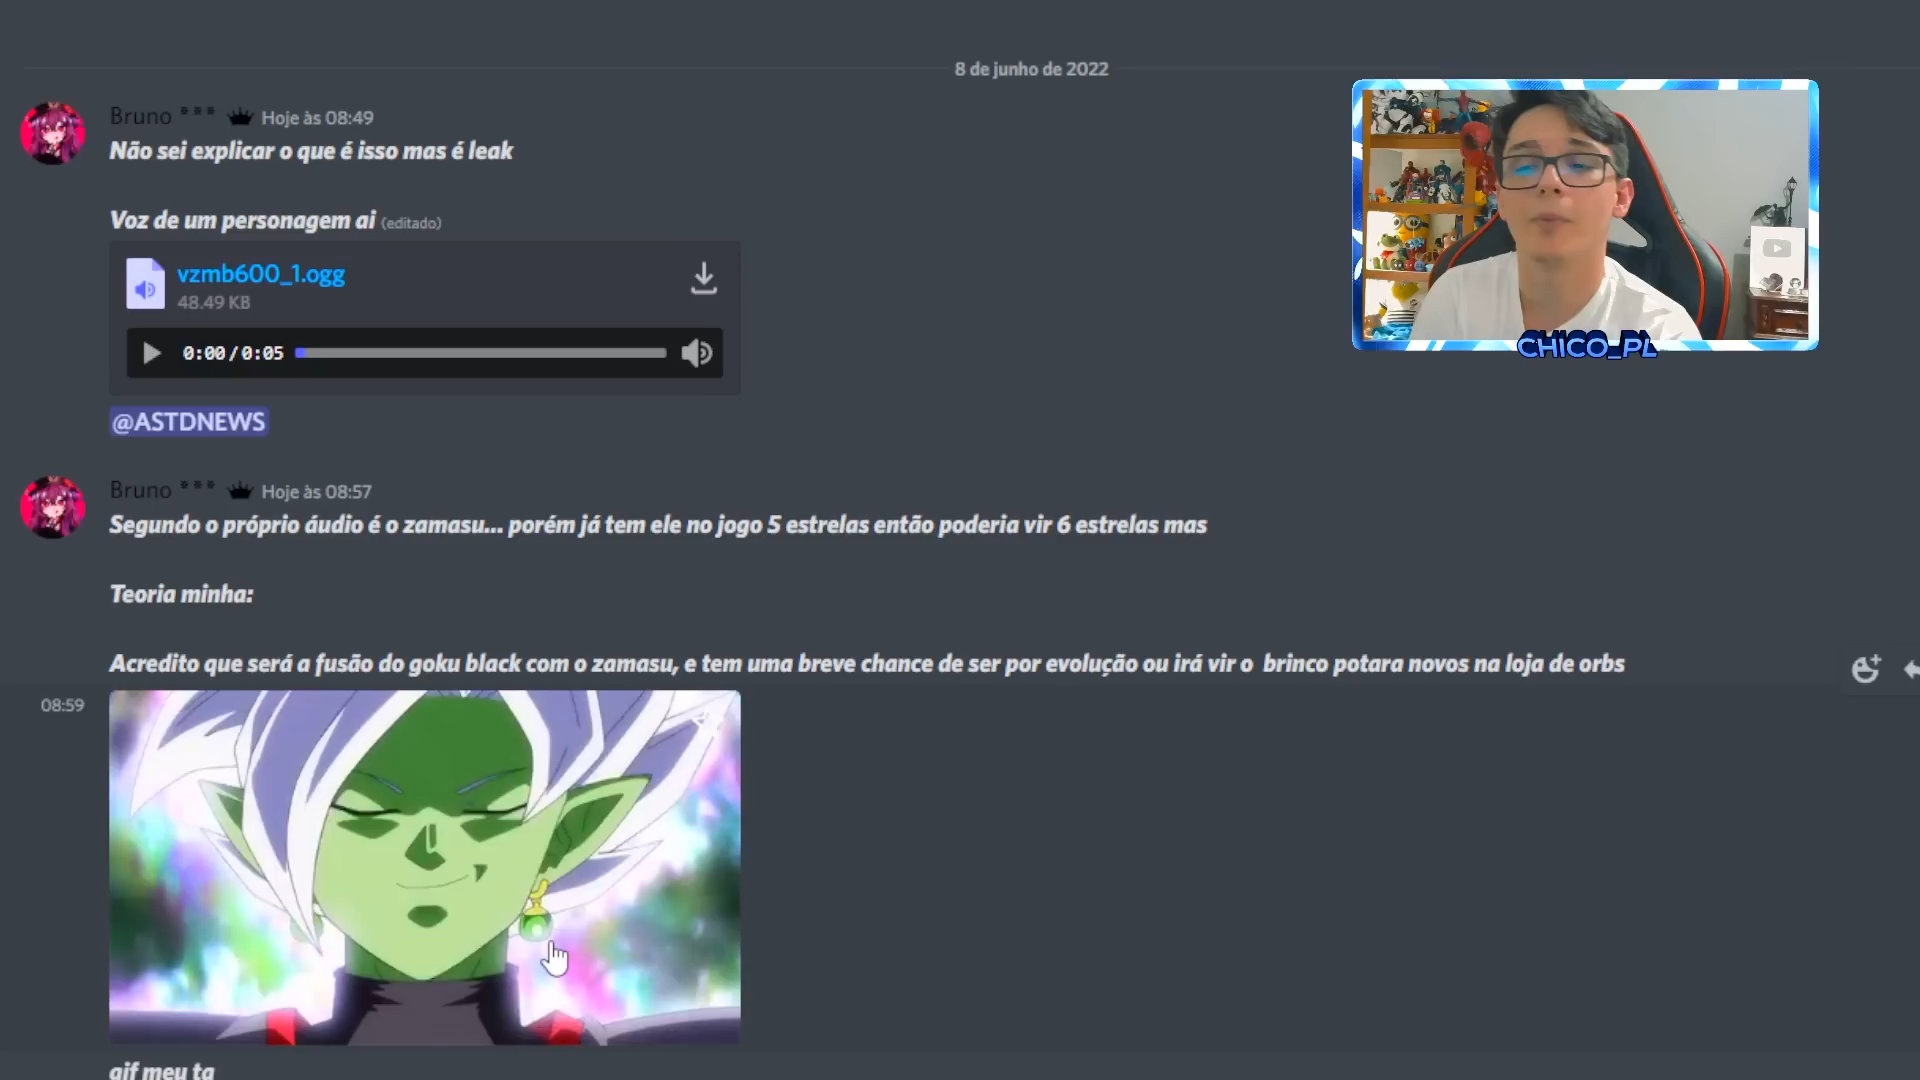 8 de junho de 2022
Bruno *** Hoje às 08:49
Não sei explicar o que é isso mas é leak
Voz de um personagem ai (editado)
vzmb600_1.ogg
48.49 KB
0:00/0:05
@ASTDNEWS
CHICO_PL
Bruno *** Hoje às 08:57
Segundo o próprio áudio é o zamasu... porém já tem ele no jogo 5 estrelas então poderia vir 6 estrelas mas
Teoria minha:
Acredito que será a fusão do goku black com o zamasu, e tem uma breve chance de ser por evolução ou irá vir o brinco potara novos na loja de orbs
08:59
gif meu ta